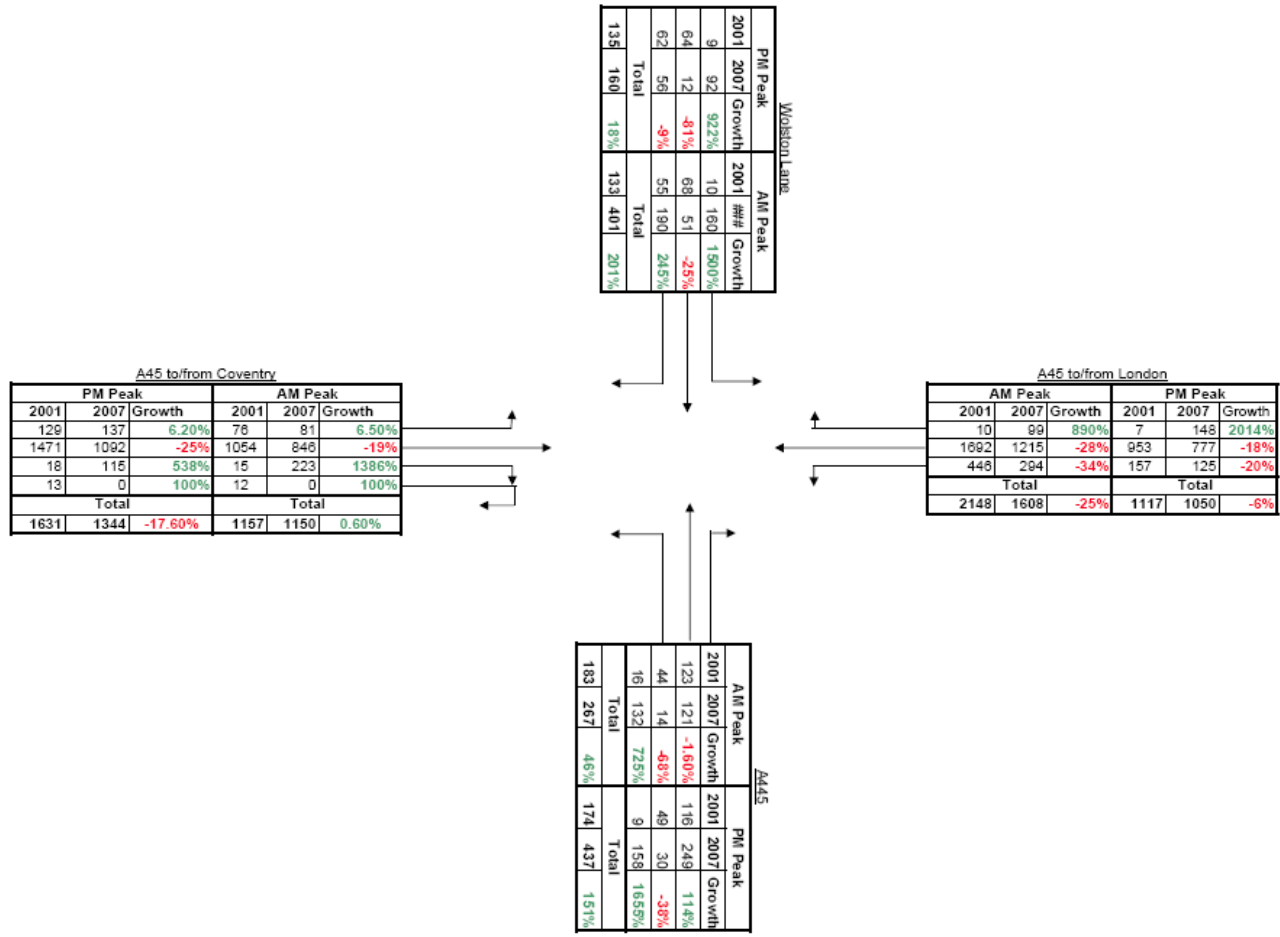 Wolston Lane
PM Peak AM Peak
2001 2007 Growth 2001 ### Growth
9 92 922% 10 160 1500%
64 12 -81% 68 51 -25%
62 56 -9% 55 190 245%
Total Total
135 160 18% 133 401 201%
A45 to/from Coventry
PM Peak AM Peak
2001 2007 Growth 2001 2007 Growth
129 137 6.20% 76 81 6.50%
1471 1092 -25% 1054 846 -19%
18 115 538% 15 223 1386%
13 0 100% 12 0 100%
Total Total
1631 1344 -17.60% 1157 1150 0.60%
A45 to/from London
AM Peak PM Peak
2001 2007 Growth 2001 2007 Growth
10 99 890% 7 148 2014%
1692 1215 -28% 953 777 -18%
446 294 -34% 157 125 -20%
Total Total
2148 1608 -25% 1117 1050 -6%
A445
AM Peak PM Peak
2001 2007 Growth 2001 2007 Growth
123 121 -1.60% 116 249 114%
44 14 -68% 49 30 -38%
16 132 725% 9 158 1655%
Total Total
183 267 46% 174 437 151%